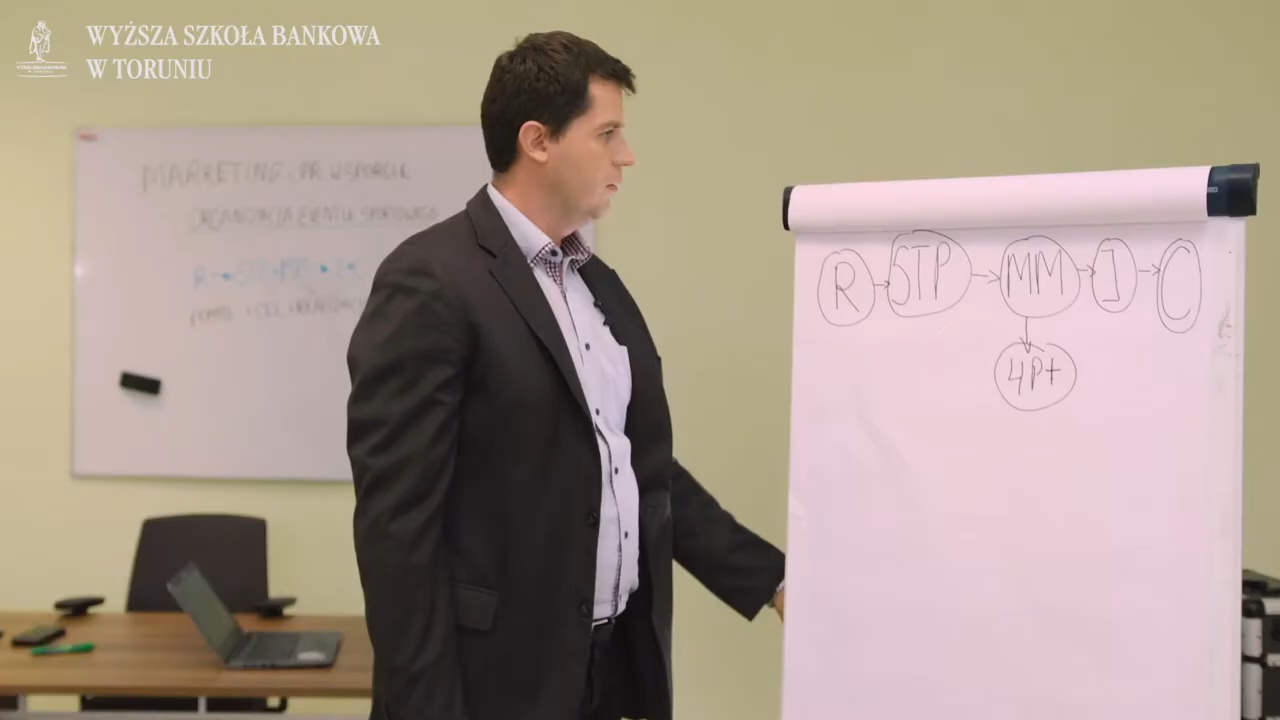 WYŻSZA SZKOŁA BANKOWA
W TORUNIU
MARKETING I PR W SPORCIE
ORGANIZACJA EVENTU SPORTOWEGO
R STP MM I C
4P+